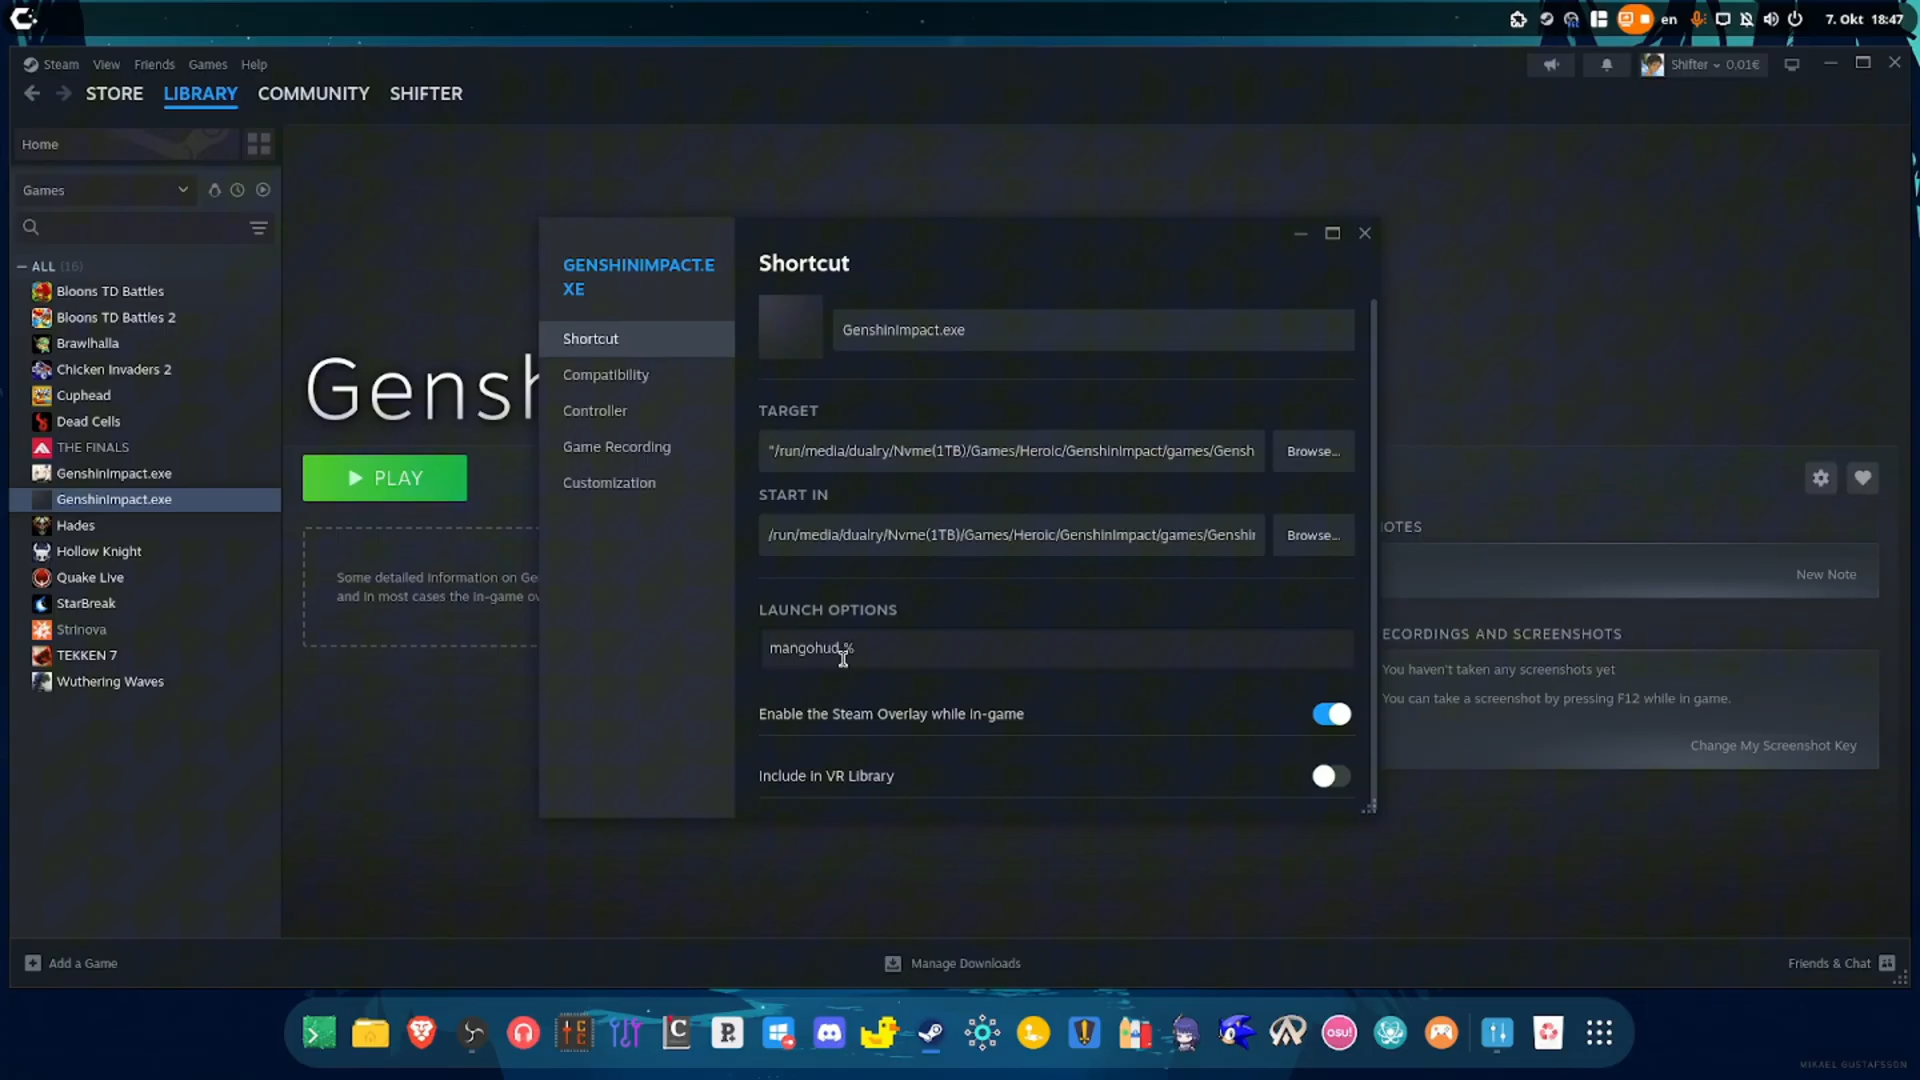 en
7. Okt 18:47
Steam View Friends Games Help
Shifter 0,01€
STORE LIBRARY COMMUNITY SHIFTER
Home
Games
ALL (16)
Bloons TD Battles
Bloons TD Battles 2
Brawlhalla
Chicken Invaders 2
Cuphead
Dead Cells
THE FINALS
GenshinImpact.exe
GenshinImpact.exe
Hades
Hollow Knight
Quake Live
StarBreak
Strinova
TEKKEN 7
Wuthering Waves
Gensh
PLAY
Some detailed information on Ge
and in most cases the in-game ov
GENSHINIMPACT.E
XE
Shortcut
Compatibility
Controller
Game Recording
Customization
Shortcut
GenshinImpact.exe
TARGET
"/run/media/dualry/Nvme(1TB)/Games/Heroic/GenshinImpact/games/Gensh
Browse...
START IN
/run/media/dualry/Nvme(1TB)/Games/Heroic/GenshinImpact/games/Genshin
Browse...
LAUNCH OPTIONS
mangohud %
Enable the Steam Overlay while in-game
Include in VR Library
OTES
New Note
ECORDINGS AND SCREENSHOTS
You haven't taken any screenshots yet
You can take a screenshot by pressing F12 while in game.
Change My Screenshot Key
Add a Game
Manage Downloads
Friends & Chat
osu!
MIKAEL GUSTAFSSON